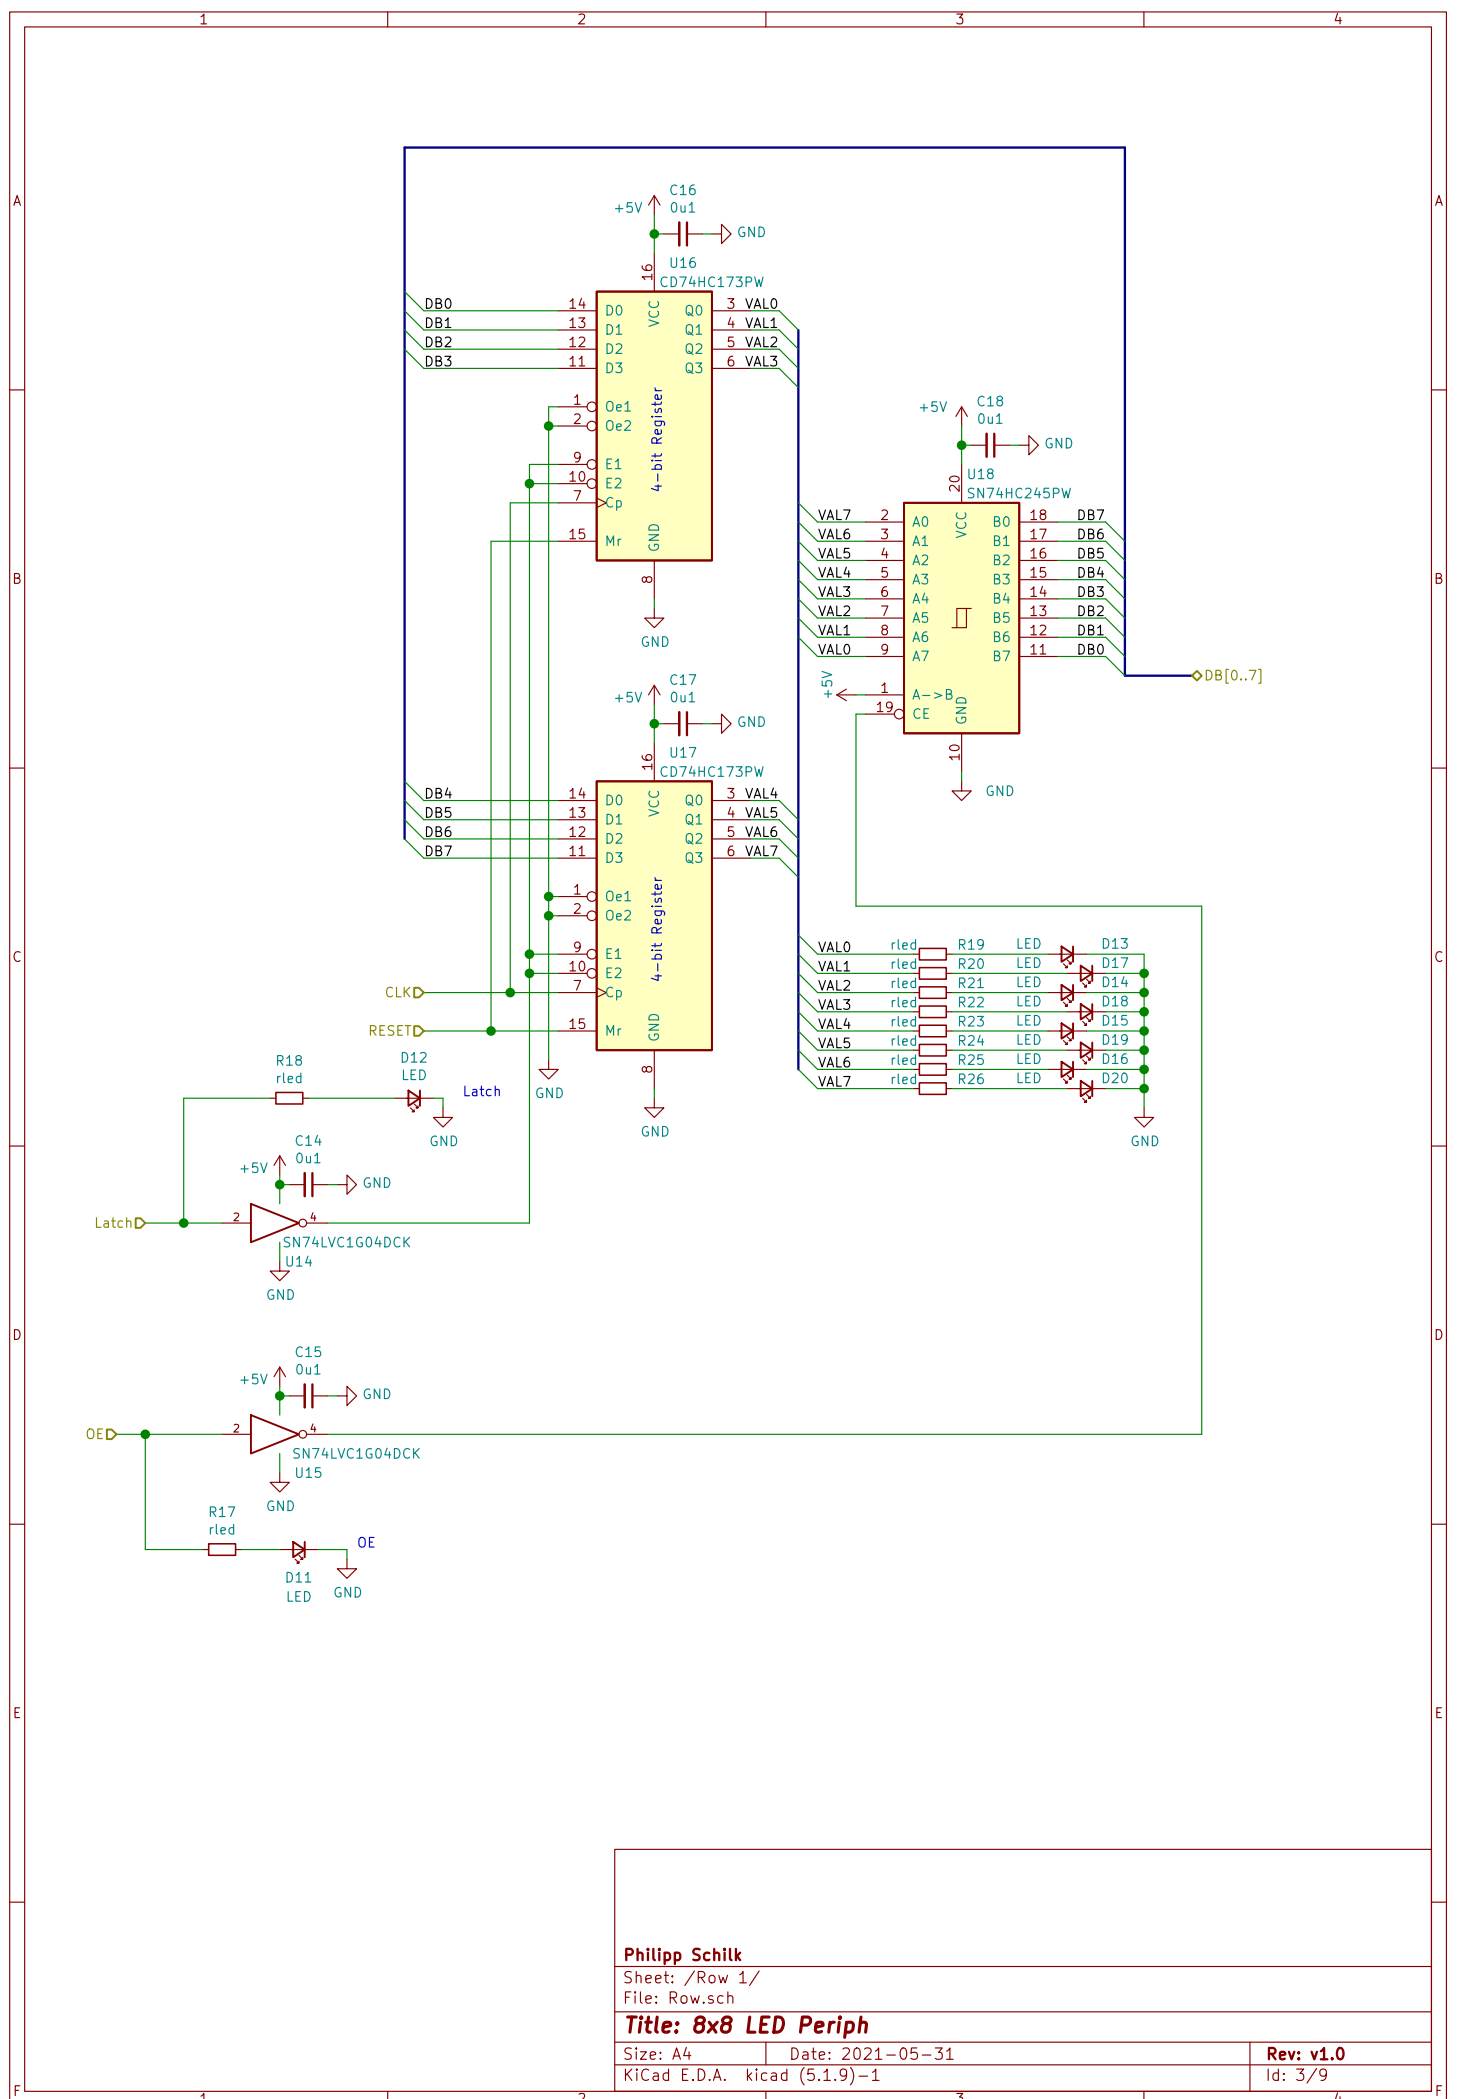 1 2 3 4
A A
C16
+5V 0u1
GND
U16
16
CD74HC173PW
DB0 14 D0 VCC Q0 3 VAL0
DB1 13 D1 Q1 4 VAL1
DB2 12 D2 Q2 5 VAL2
DB3 11 D3 Q3 6 VAL3
1 Oe1
2 Oe2
4-bit Register
9 E1
10 E2
7 Cp
15 Mr GND
8
GND
C18
+5V 0u1
GND
U18
20
SN74HC245PW
VAL7 2 A0 VCC B0 18 DB7
VAL6 3 A1 B1 17 DB6
VAL5 4 A2 B2 16 DB5
B B
VAL4 5 A3 B3 15 DB4
VAL3 6 A4 B4 14 DB3
VAL2 7 A5 B5 13 DB2
VAL1 8 A6 B6 12 DB1
VAL0 9 A7 B7 11 DB0
DB[0..7]
+5V 1 A->B
19 CE GND
10
GND
C17
+5V 0u1
GND
U17
16
CD74HC173PW
DB4 14 D0 VCC Q0 3 VAL4
DB5 13 D1 Q1 4 VAL5
DB6 12 D2 Q2 5 VAL6
DB7 11 D3 Q3 6 VAL7
1 Oe1
2 Oe2
4-bit Register
9 E1
10 E2
CLK 7 Cp
RESET 15 Mr GND
8
GND
GND
C C
VAL0 rled R19 LED D13
VAL1 rled R20 LED D17
VAL2 rled R21 LED D14
VAL3 rled R22 LED D18
VAL4 rled R23 LED D15
VAL5 rled R24 LED D19
VAL6 rled R25 LED D16
VAL7 rled R26 LED D20
GND
R18 D12
rled LED
Latch
GND
C14
+5V 0u1
GND
Latch 2 4
SN74LVC1G04DCK
U14
GND
D D
C15
+5V 0u1
GND
OE 2 4
SN74LVC1G04DCK
U15
GND
R17
rled
OE
D11
LED
GND
E E
Philipp Schilk
Sheet: /Row 1/
File: Row.sch
Title: 8x8 LED Periph
Size: A4 Date: 2021-05-31 Rev: v1.0
KiCad E.D.A. kicad (5.1.9)-1 Id: 3/9
F F
1 2 3 4